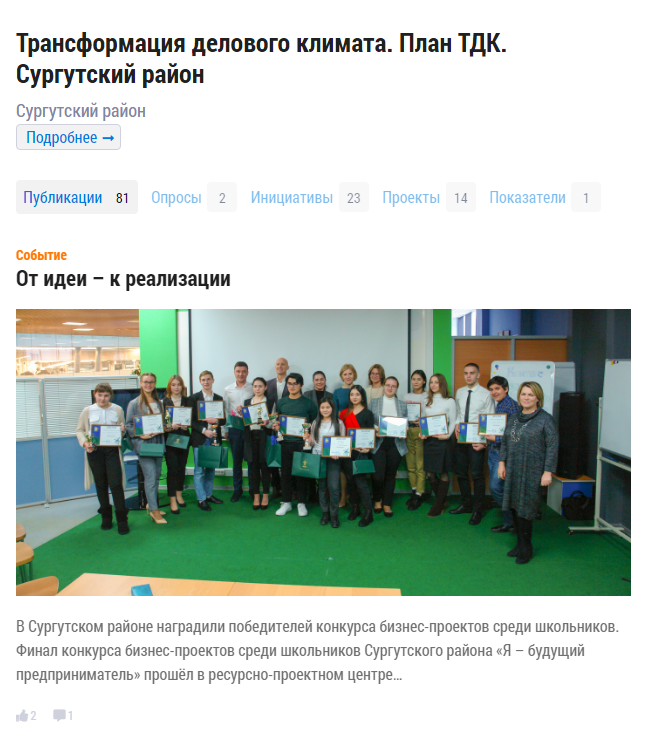 Трансформация делового климата. План ТДК.
Сургутский район
Сургутский район
Подробнее →
Публикации 81 Опросы 2 Инициативы 23 Проекты 14 Показатели 1
Событие
От идеи – к реализации
В Сургутском районе наградили победителей конкурса бизнес-проектов среди школьников.
Финал конкурса бизнес-проектов среди школьников Сургутского района «Я – будущий
предприниматель» прошёл в ресурсно-проектном центре...
2 1